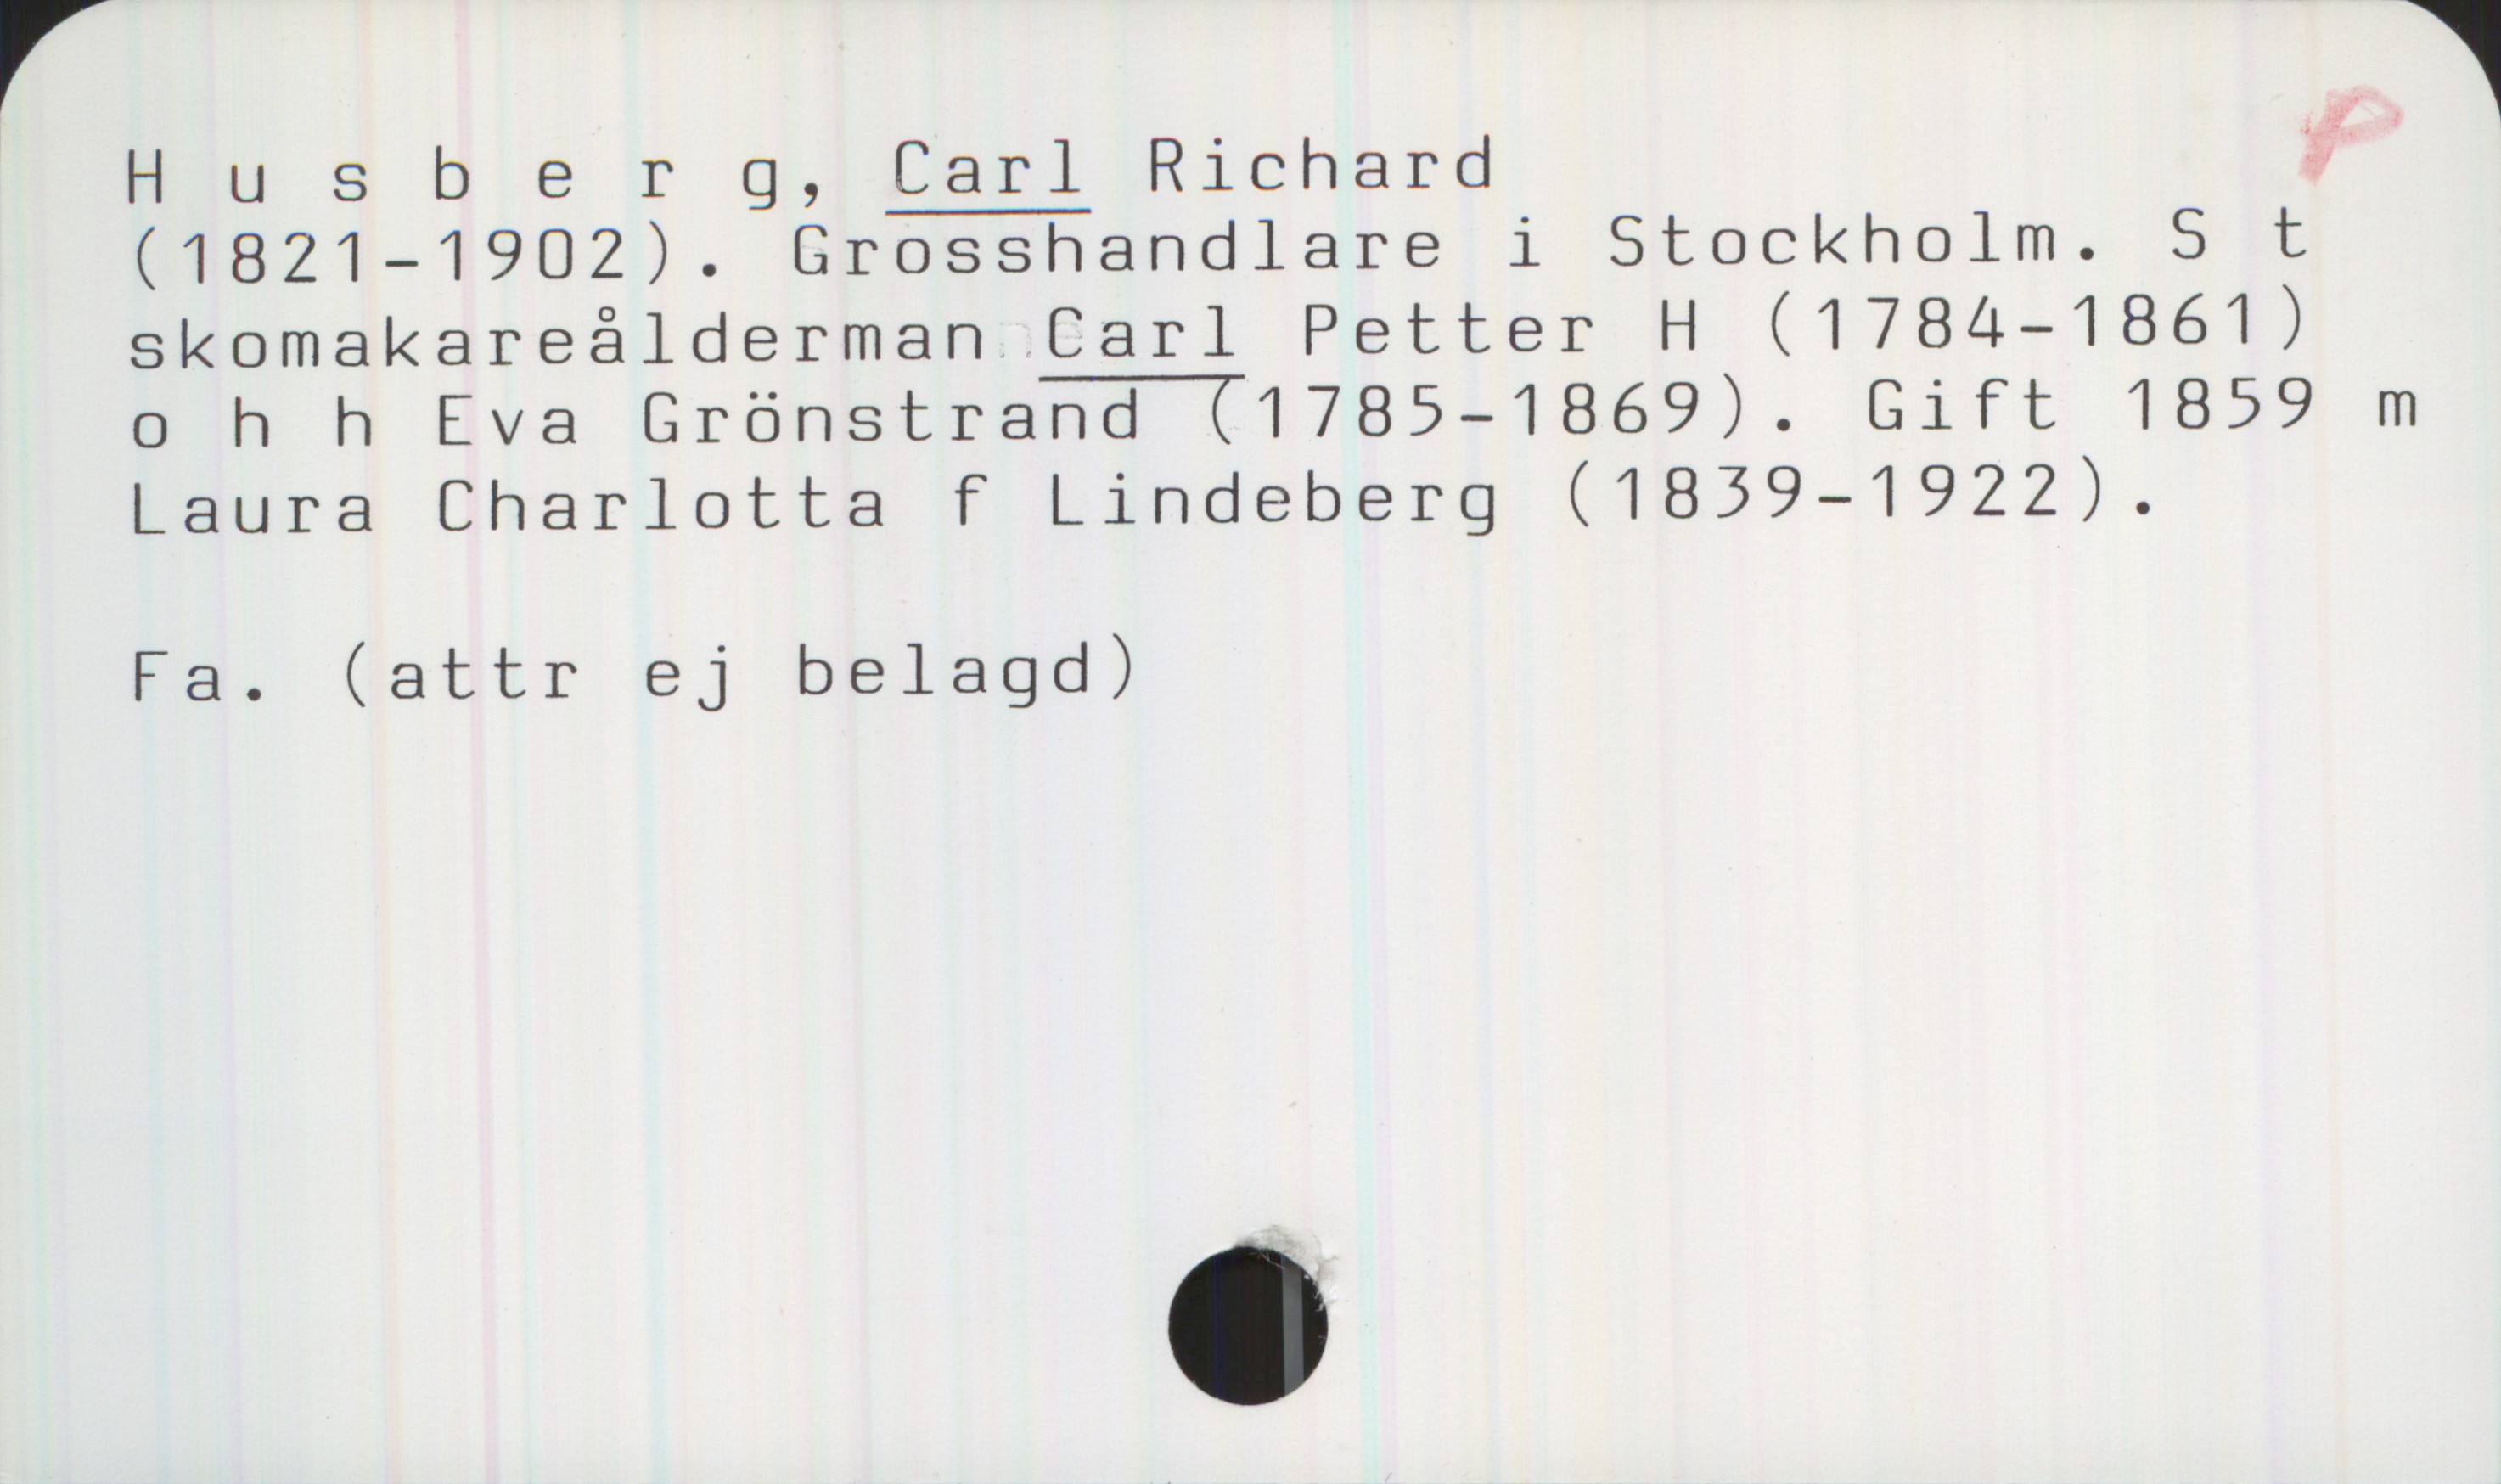 P
H u s b e r g, Carl Richard
(1821-1902). Grosshandlare i Stockholm. S t
skomakareålderman Carl Petter H (1784-1861)
o h h Eva Grönstrand (1785-1869). Gift 1859 m
Laura Charlotta f Lindeberg (1839-1922).
Fa. (attr ej belagd)